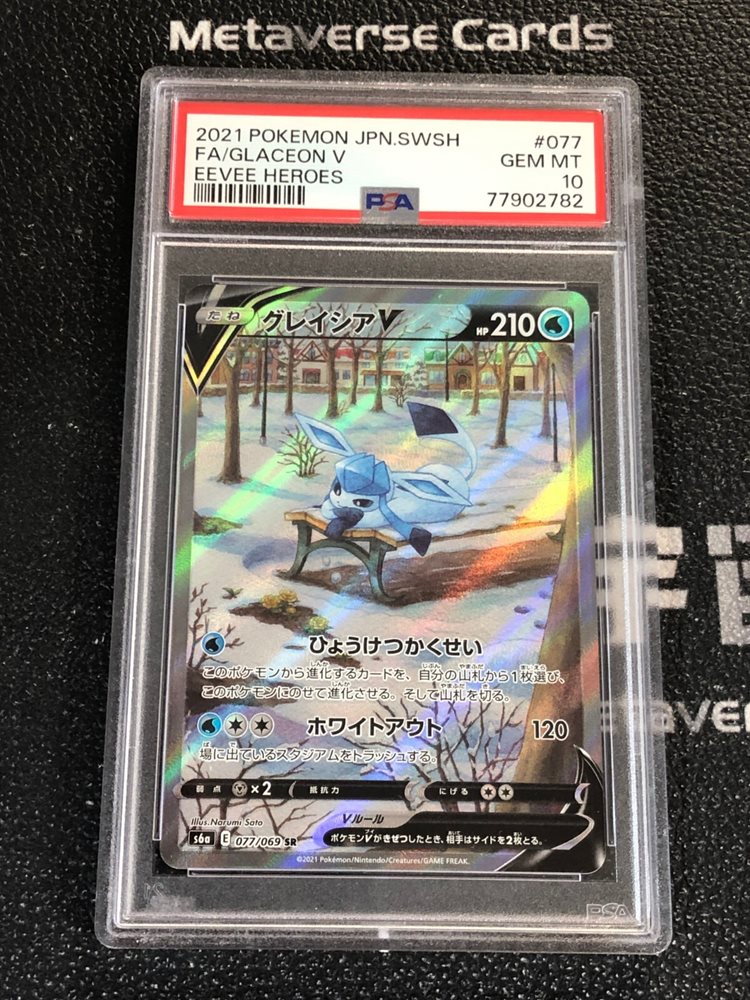 Metaverse Cards
2021 POKEMON JPN.SWSH #077
FA/GLACEON V GEM MT
EEVEE HEROES 10
PSA 77902782
たね グレイシアV HP 210
ひょうけつかくせい
このポケモンから進化するカードを、自分の山札から1枚選び、
このポケモンにのせて進化させる。そして山札を切る。
ホワイトアウト 120
場に出ているスタジアムをトラッシュする。
弱点 ×2 抵抗力 にげる
Illus. Narumi Sato
Vルール
ポケモンVがきぜつしたとき、相手はサイドを2枚とる。
s6a E 077/069 SR
©2021 Pokémon/Nintendo/Creatures/GAME FREAK.
PSA